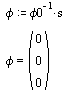 ϕ := ϕ0⁻¹·s
ϕ = (0
0
0)